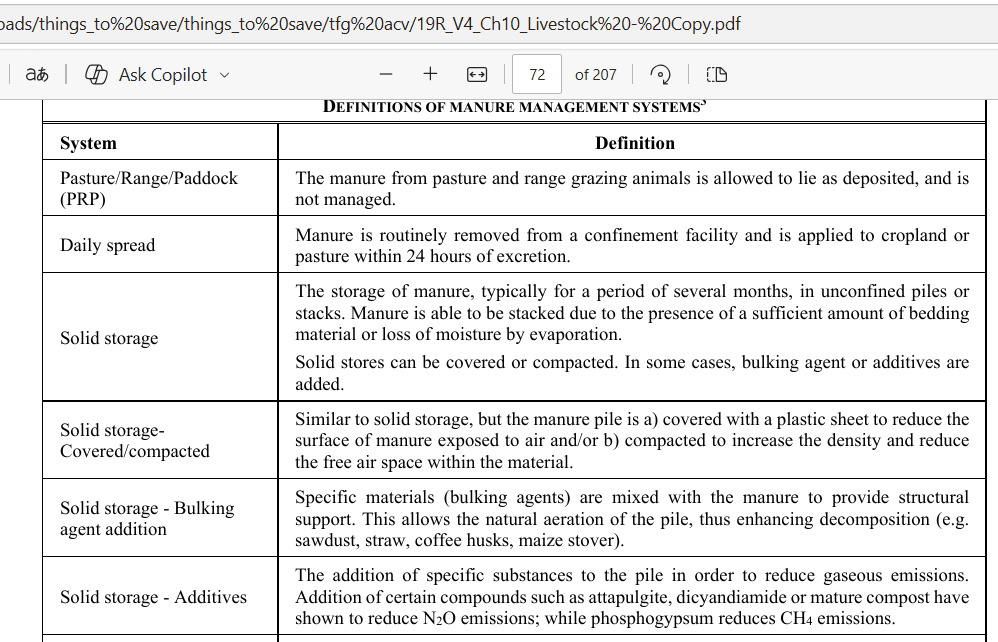 oads/things_to%20save/things_to%20save/tfg%20acv/19R_V4_Ch10_Livestock%20-%20Copy.pdf
aあ Ask Copilot 72 of 207
DEFINITIONS OF MANURE MANAGEMENT SYSTEMS³
System Definition
Pasture/Range/Paddock
(PRP)
The manure from pasture and range grazing animals is allowed to lie as deposited, and is
not managed.
Daily spread
Manure is routinely removed from a confinement facility and is applied to cropland or
pasture within 24 hours of excretion.
Solid storage
The storage of manure, typically for a period of several months, in unconfined piles or
stacks. Manure is able to be stacked due to the presence of a sufficient amount of bedding
material or loss of moisture by evaporation.
Solid stores can be covered or compacted. In some cases, bulking agent or additives are
added.
Solid storage-
Covered/compacted
Similar to solid storage, but the manure pile is a) covered with a plastic sheet to reduce the
surface of manure exposed to air and/or b) compacted to increase the density and reduce
the free air space within the material.
Solid storage - Bulking
agent addition
Specific materials (bulking agents) are mixed with the manure to provide structural
support. This allows the natural aeration of the pile, thus enhancing decomposition (e.g.
sawdust, straw, coffee husks, maize stover).
Solid storage - Additives
The addition of specific substances to the pile in order to reduce gaseous emissions.
Addition of certain compounds such as attapulgite, dicyandiamide or mature compost have
shown to reduce N₂O emissions; while phosphogypsum reduces CH₄ emissions.